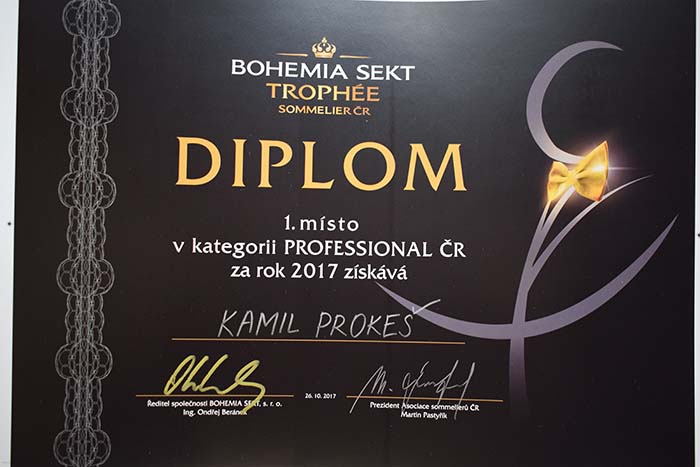 BOHEMIA SEKT
TROPHÉE
SOMMELIER ČR
DIPLOM
1. místo
v kategorii PROFESSIONAL ČR
za rok 2017 získává
KAMIL PROKEŠ
26. 10. 2017
Ředitel společnosti BOHEMIA SEKT, s. r. o.
Ing. Ondřej Beránek
Prezident Asociace sommelierů ČR
Martin Pastyřík